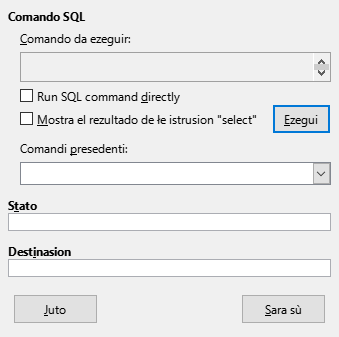 Comando SQL
Comando da ezeguir:
Run SQL command directly
Mostra el rezultado de łe istrusion "select"
Ezegui
Comandi presedenti:
Stato
Destinasion
Juto
Sara sù